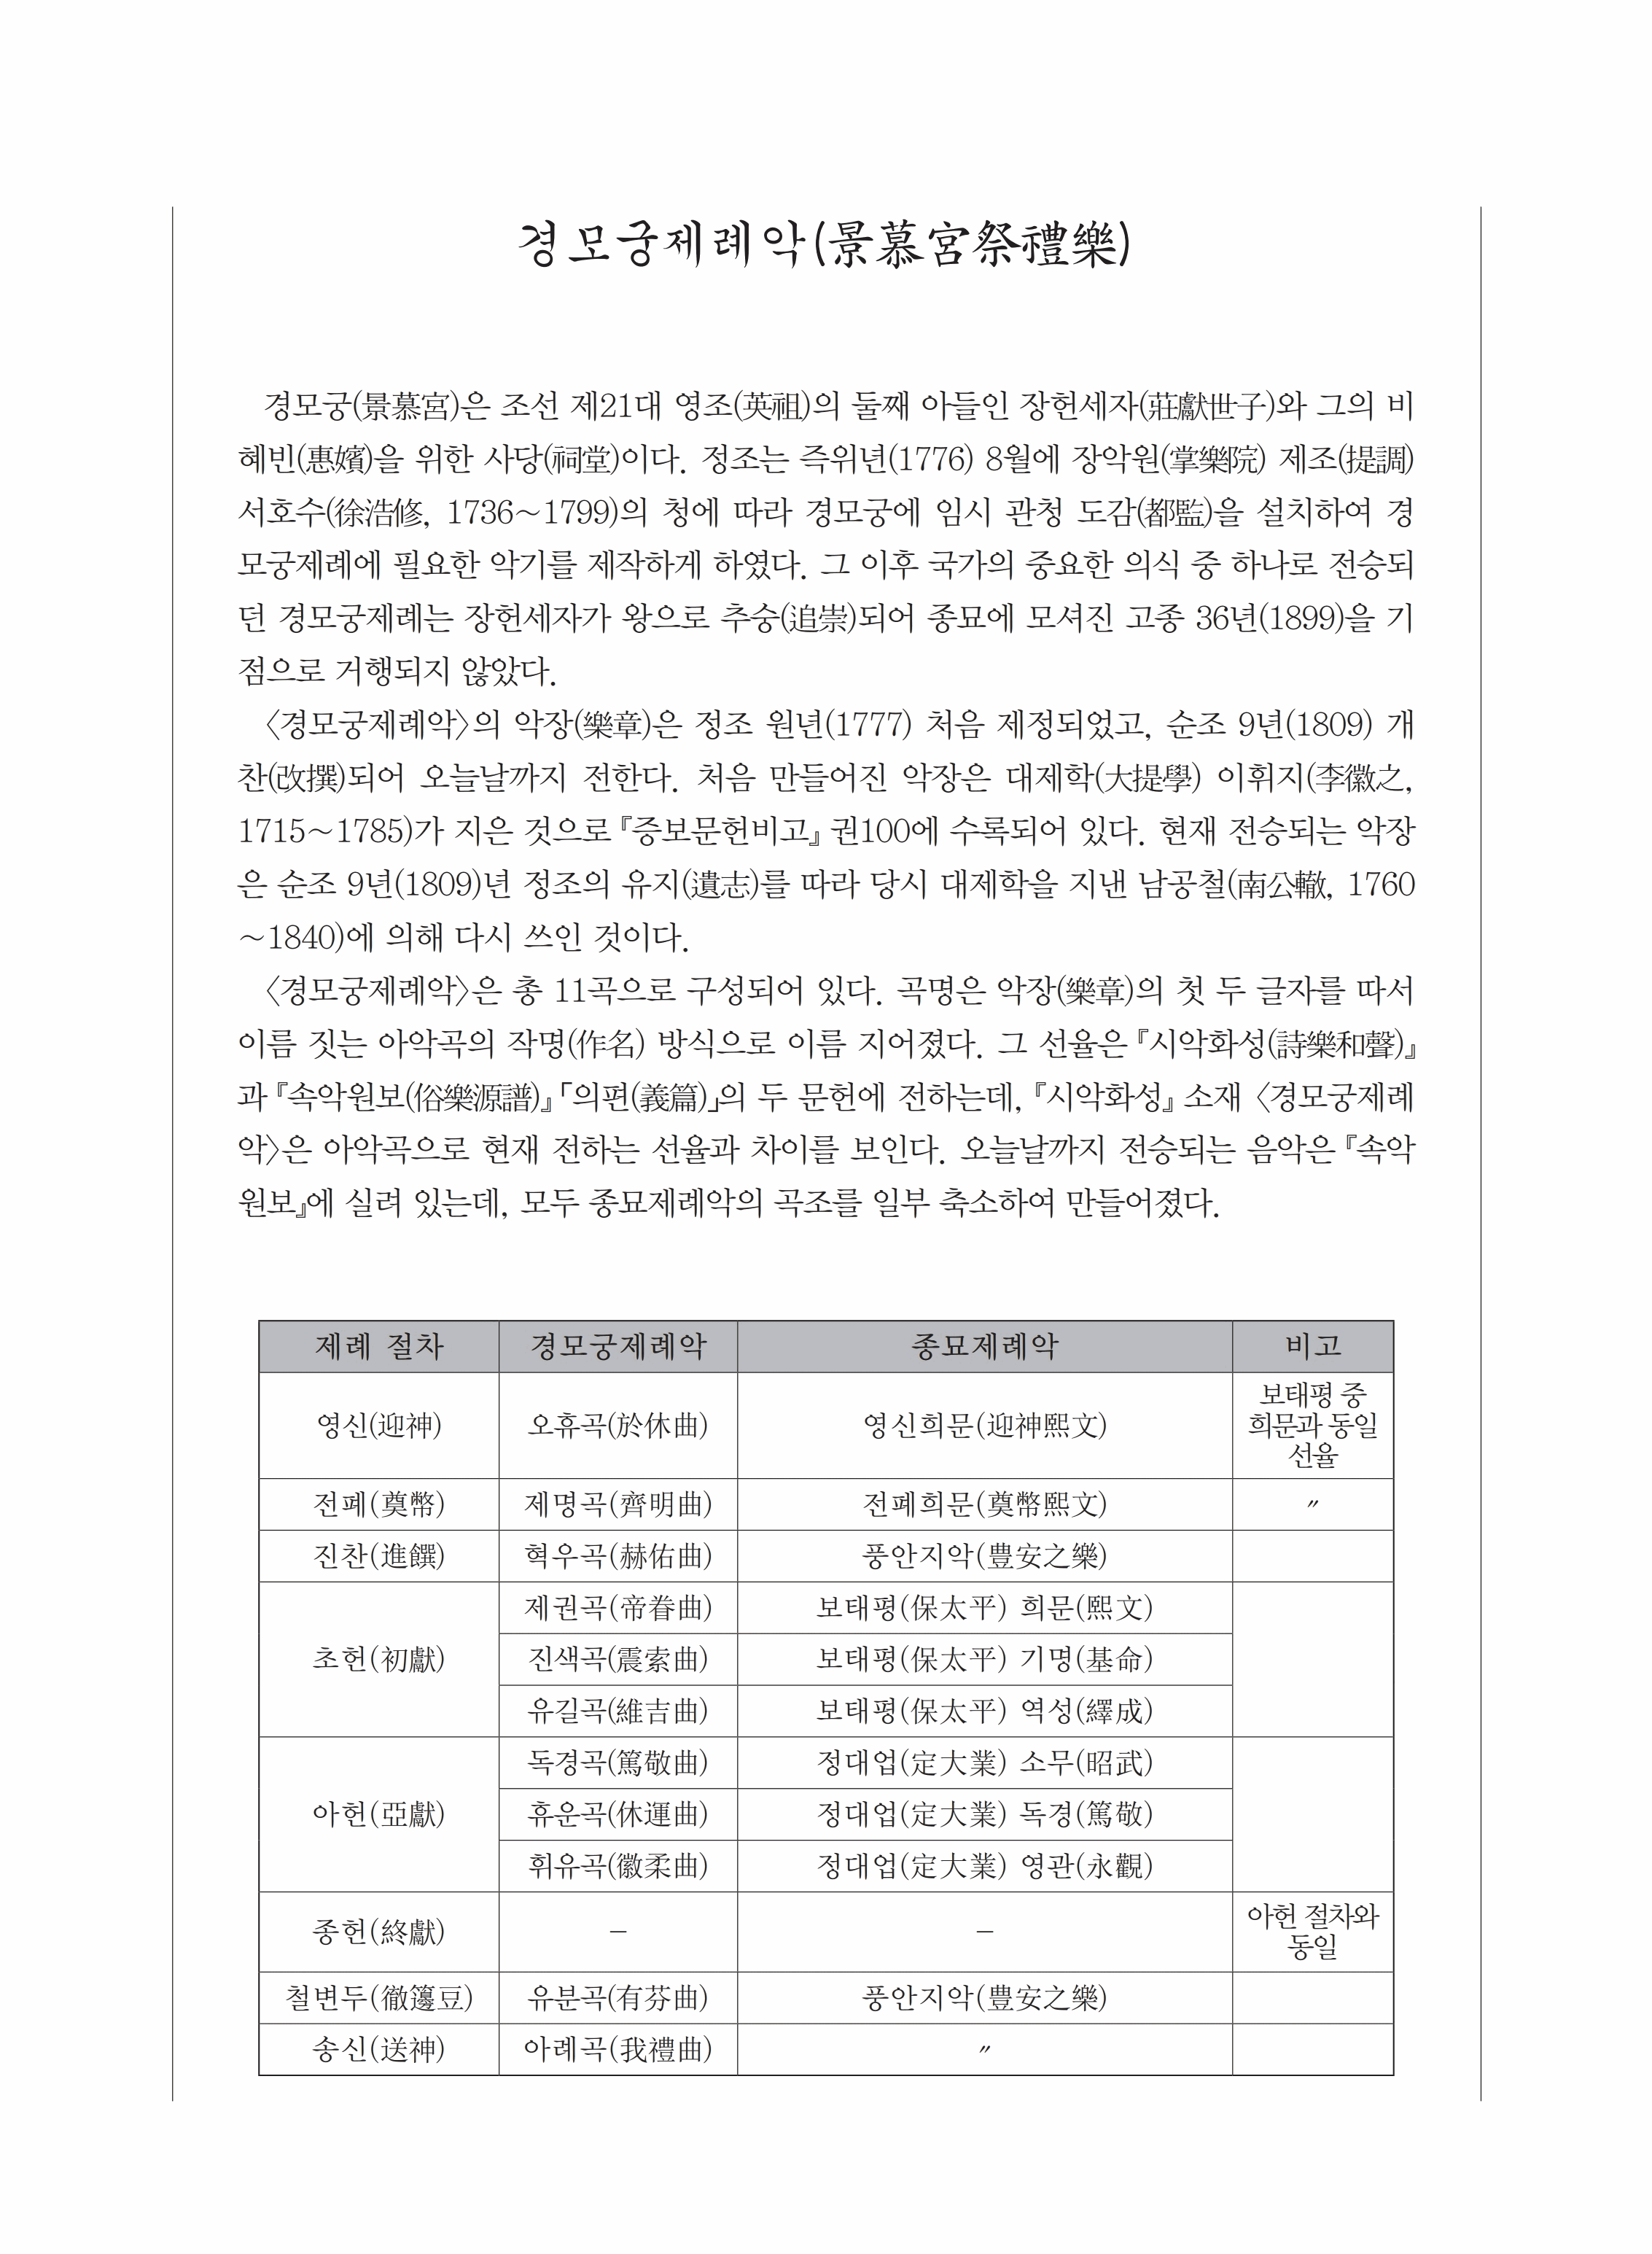 경모궁제례악(景慕宮祭禮樂)
경모궁(景慕宮)은 조선 제21대 영조(英祖)의 둘째 아들인 장헌세자(莊獻世子)와 그의 비
혜빈(惠嬪)을 위한 사당(祠堂)이다. 정조는 즉위년(1776) 8월에 장악원(掌樂院) 제조(提調)
서호수(徐浩修, 1736~1799)의 청에 따라 경모궁에 임시 관청 도감(都監)을 설치하여 경
모궁제례에 필요한 악기를 제작하게 하였다. 그 이후 국가의 중요한 의식 중 하나로 전승되
던 경모궁제례는 장헌세자가 왕으로 추숭(追崇)되어 종묘에 모셔진 고종 36년(1899)을 기
점으로 거행되지 않았다.
〈경모궁제례악〉의 악장(樂章)은 정조 원년(1777) 처음 제정되었고, 순조 9년(1809) 개
찬(改撰)되어 오늘날까지 전한다. 처음 만들어진 악장은 대제학(大提學) 이휘지(李徽之,
1715~1785)가 지은 것으로『증보문헌비고』권100에 수록되어 있다. 현재 전승되는 악장
은 순조 9년(1809)년 정조의 유지(遺志)를 따라 당시 대제학을 지낸 남공철(南公轍, 1760
~1840)에 의해 다시 쓰인 것이다.
〈경모궁제례악〉은 총 11곡으로 구성되어 있다. 곡명은 악장(樂章)의 첫 두 글자를 따서
이름 짓는 아악곡의 작명(作名) 방식으로 이름 지어졌다. 그 선율은『시악화성(詩樂和聲)』
과『속악원보(俗樂源譜)』「의편(義篇)」의 두 문헌에 전하는데,『시악화성』소재 〈경모궁제례
악〉은 아악곡으로 현재 전하는 선율과 차이를 보인다. 오늘날까지 전승되는 음악은『속악
원보』에 실려 있는데, 모두 종묘제례악의 곡조를 일부 축소하여 만들어졌다.
제례 절차 경모궁제례악 종묘제례악 비고
영신(迎神) 오휴곡(於休曲) 영신희문(迎神熙文) 보태평 중
희문과 동일
선율
전폐(奠幣) 제명곡(齊明曲) 전폐희문(奠幣熙文) 〃
진찬(進饌) 혁우곡(赫佑曲) 풍안지악(豊安之樂)
초헌(初獻) 제권곡(帝眷曲) 보태평(保太平) 희문(熙文)
진색곡(震索曲) 보태평(保太平) 기명(基命)
유길곡(維吉曲) 보태평(保太平) 역성(繹成)
아헌(亞獻) 독경곡(篤敬曲) 정대업(定大業) 소무(昭武)
휴운곡(休運曲) 정대업(定大業) 독경(篤敬)
휘유곡(徽柔曲) 정대업(定大業) 영관(永觀)
종헌(終獻) – – 아헌 절차와
동일
철변두(徹籩豆) 유분곡(有芬曲) 풍안지악(豊安之樂)
송신(送神) 아례곡(我禮曲) 〃